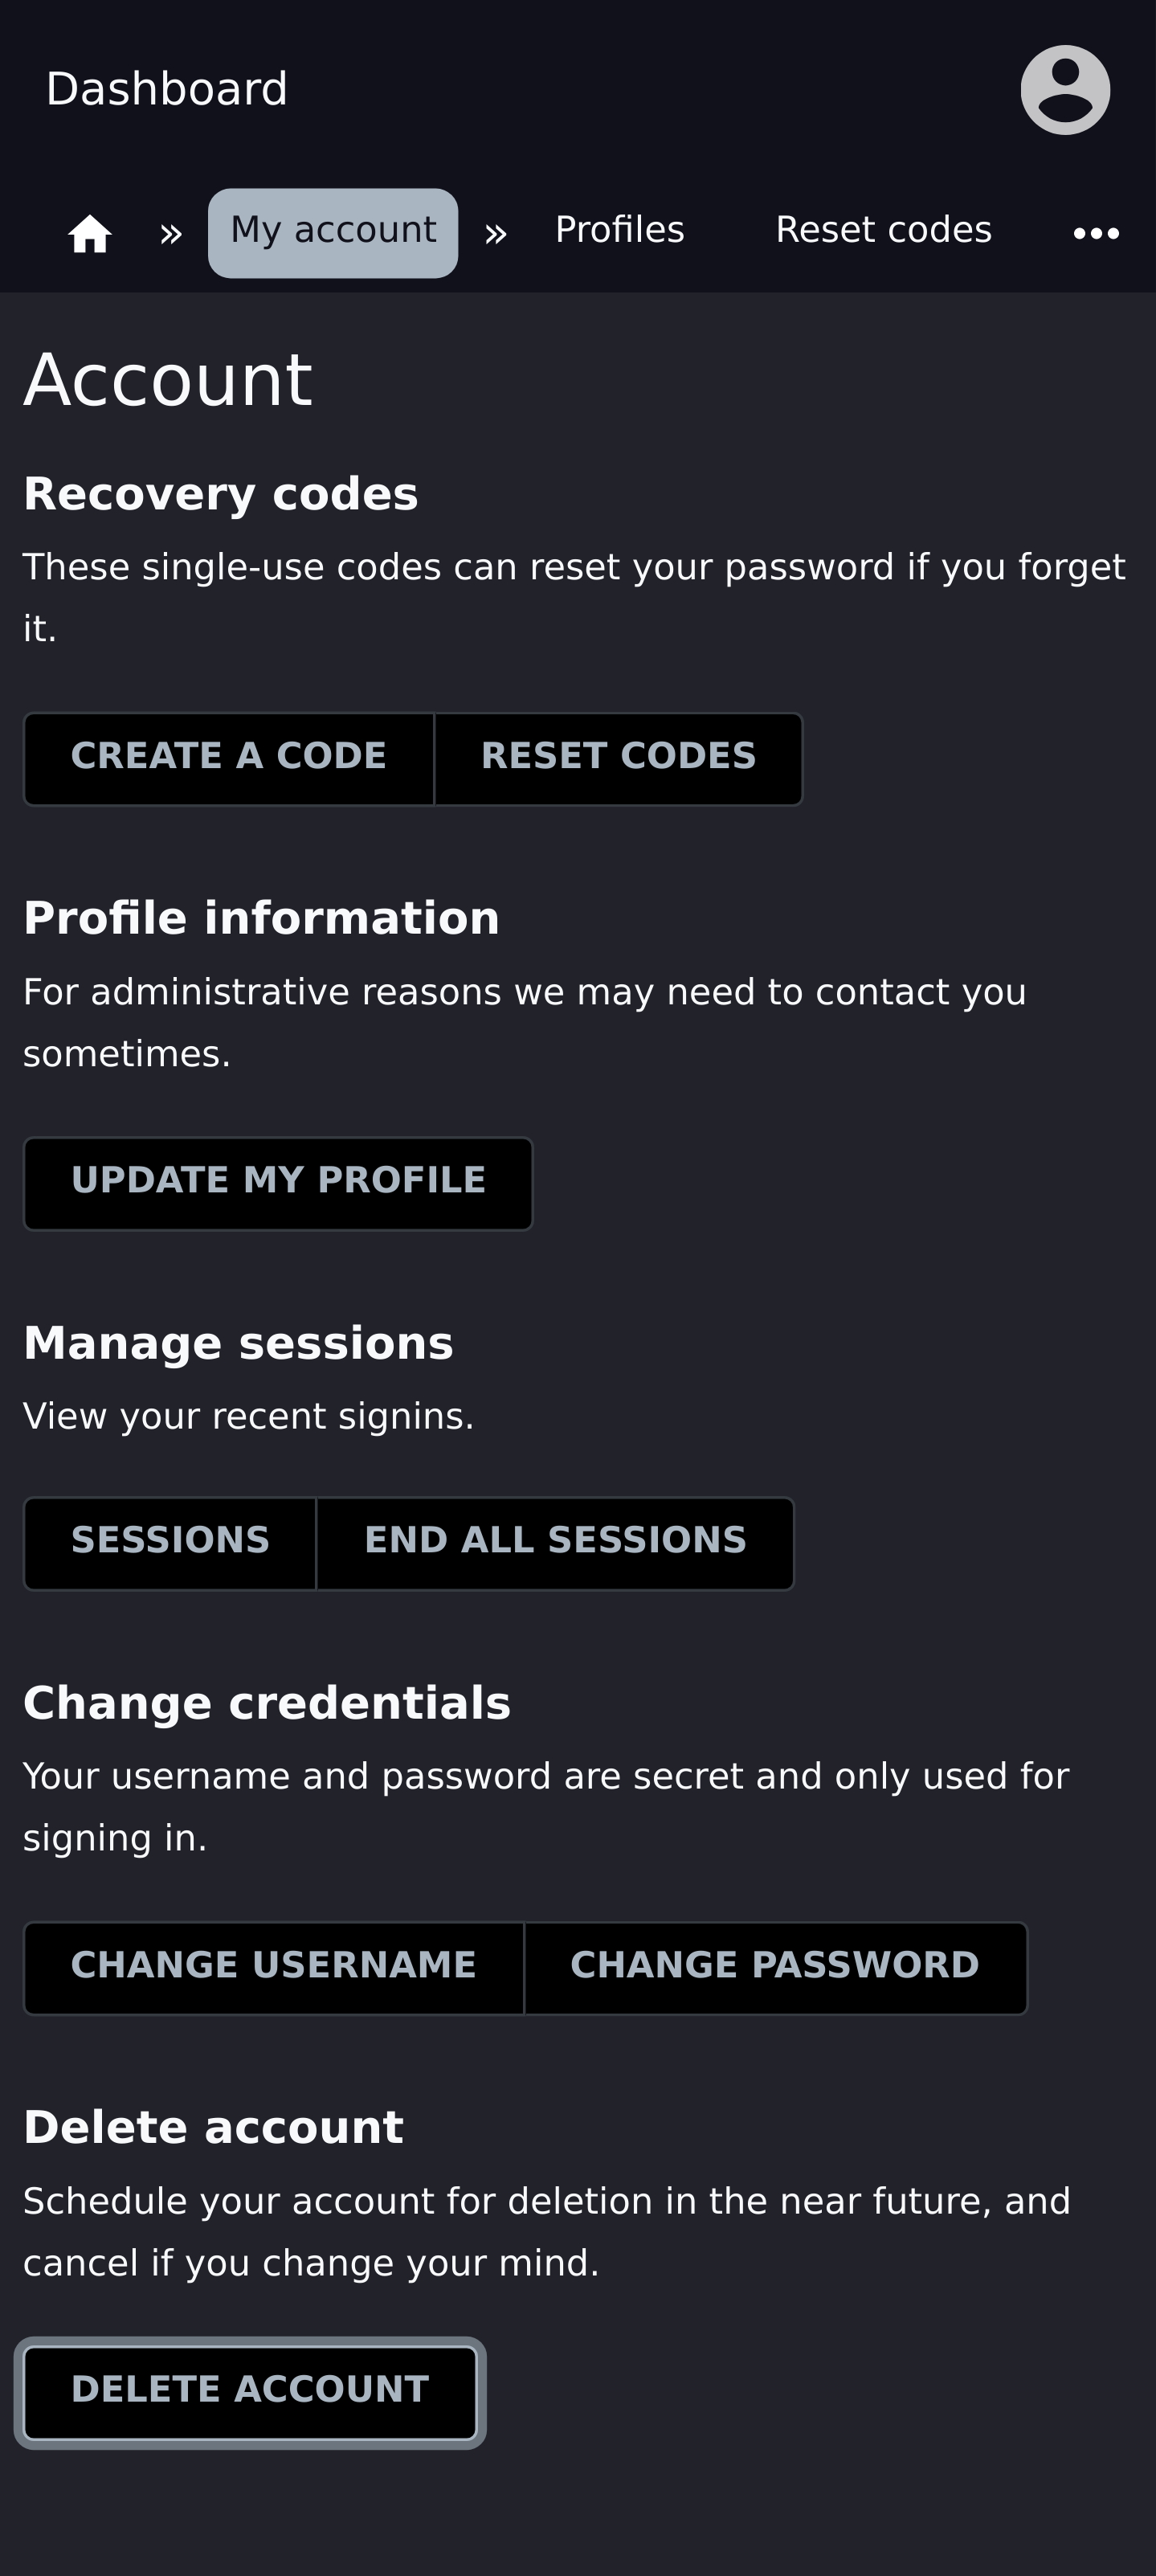 Dashboard
» My account » Profiles Reset codes
Account
Recovery codes
These single-use codes can reset your password if you forget
it.
CREATE A CODE RESET CODES
Profile information
For administrative reasons we may need to contact you
sometimes.
UPDATE MY PROFILE
Manage sessions
View your recent signins.
SESSIONS END ALL SESSIONS
Change credentials
Your username and password are secret and only used for
signing in.
CHANGE USERNAME CHANGE PASSWORD
Delete account
Schedule your account for deletion in the near future, and
cancel if you change your mind.
DELETE ACCOUNT